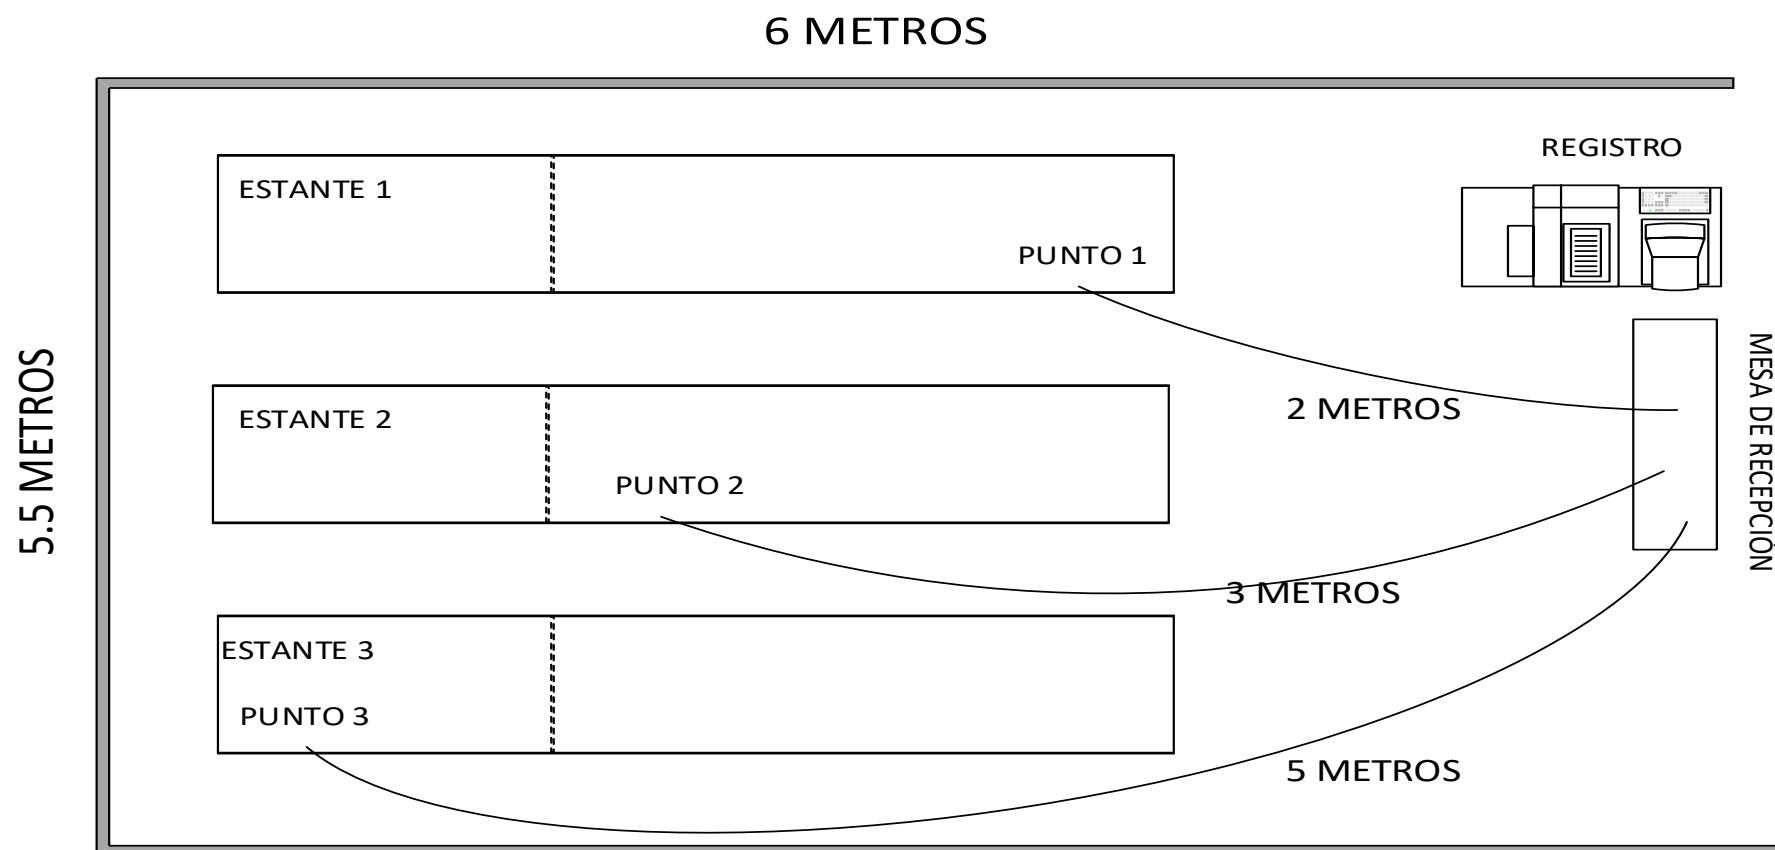 6 METROS
REGISTRO
ESTANTE 1
PUNTO 1
5.5 METROS
MESA DE RECEPCIÓN
ESTANTE 2
2 METROS
PUNTO 2
3 METROS
ESTANTE 3
PUNTO 3
5 METROS